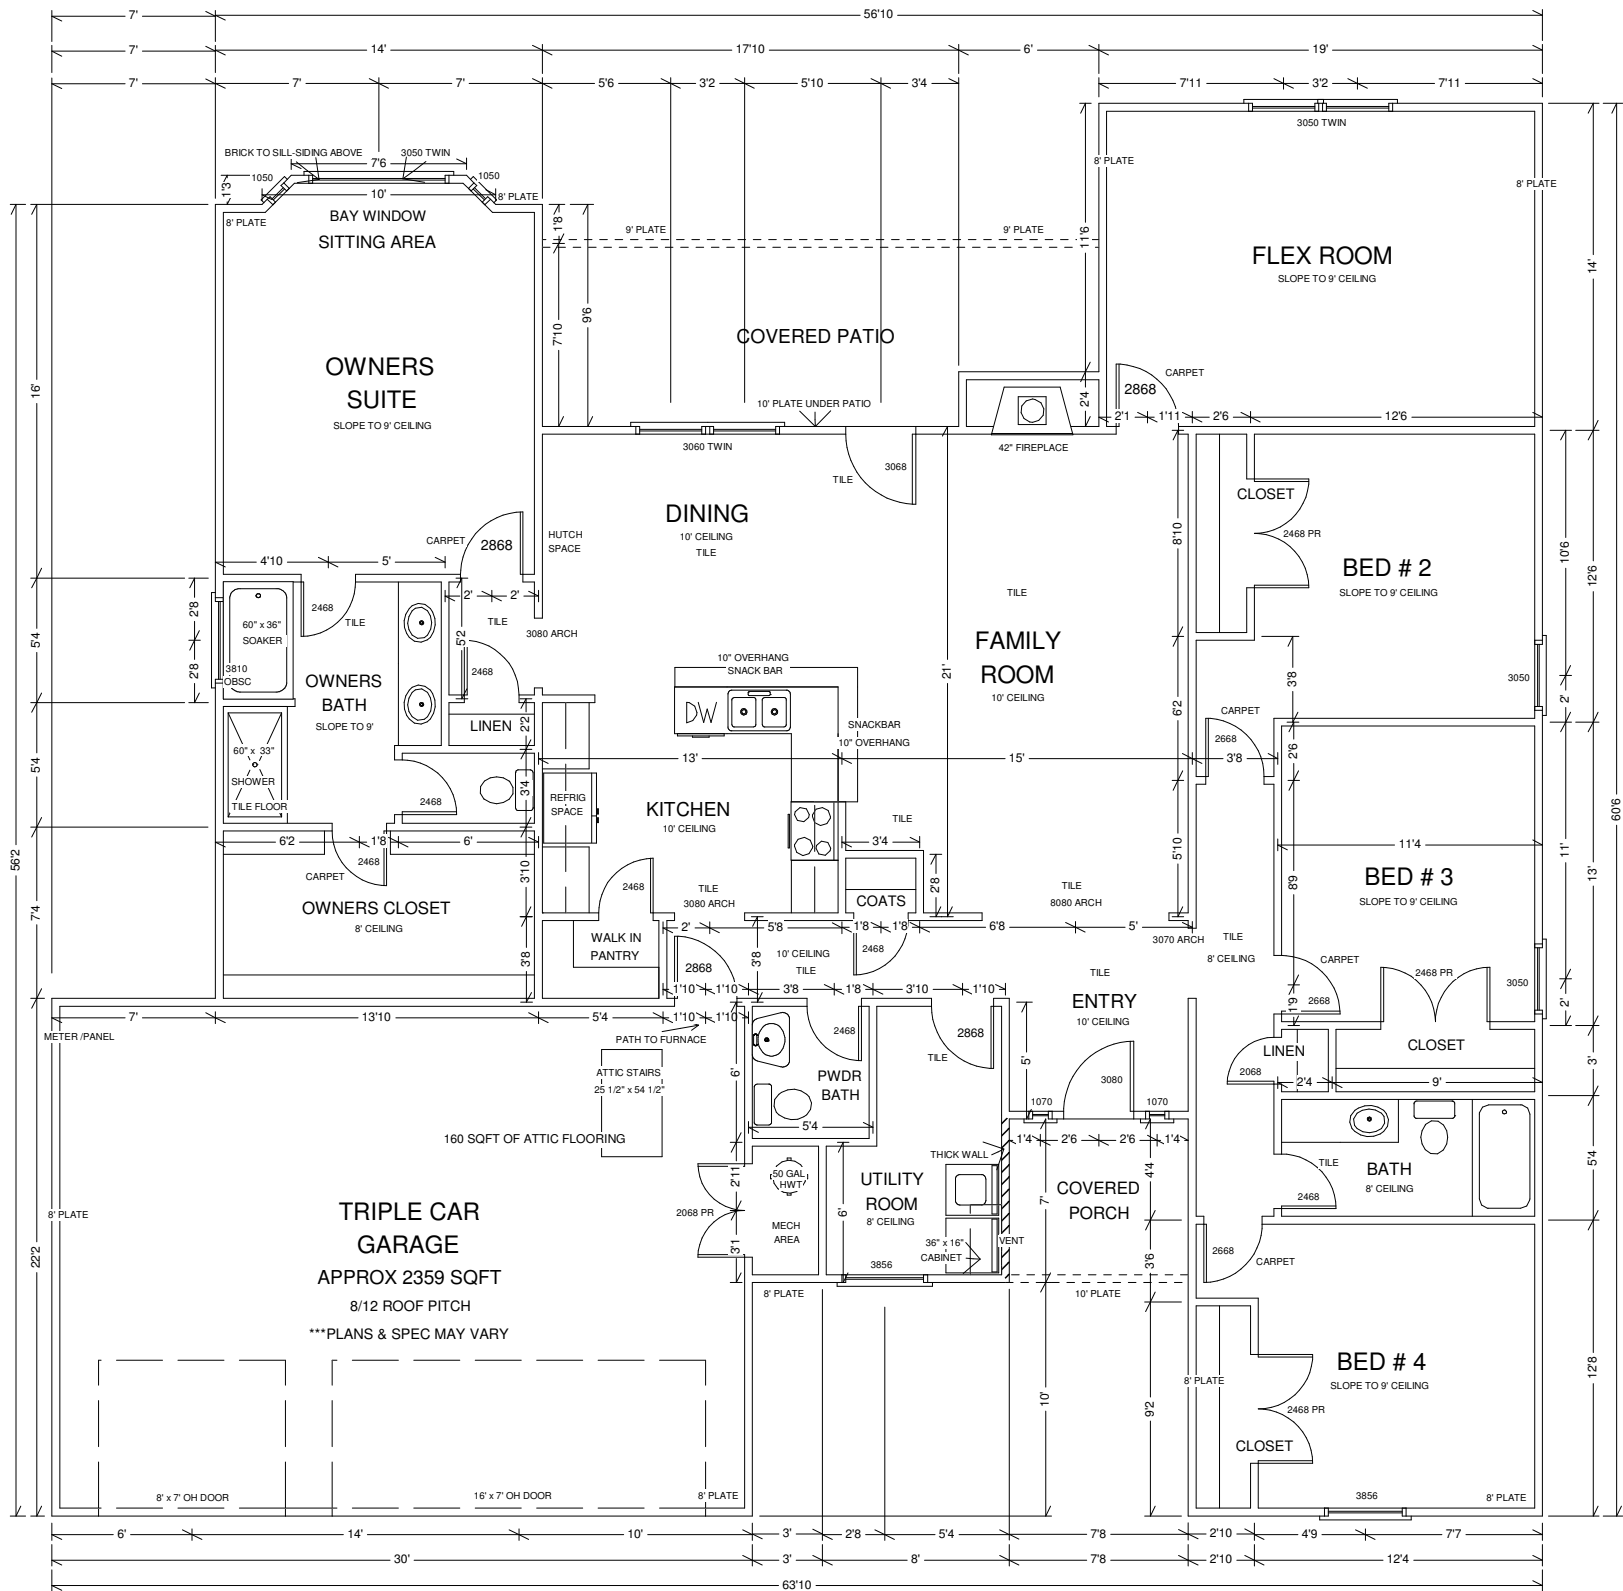 7' 56'10
7' 14' 17'10 6' 19'
7' 7' 7' 5'6 3'2 5'10 3'4 7'11 3'2 7'11
3050 TWIN
BRICK TO SILL-SIDING ABOVE 3050 TWIN
7'6
1050 1050
1'3
10'
8' PLATE
8' PLATE
BAY WINDOW
SITTING AREA
8' PLATE
8' PLATE
1'8
9' PLATE 9' PLATE
11'6
FLEX ROOM
SLOPE TO 9' CEILING
14'
7'10
9'6
COVERED PATIO
OWNERS
SUITE
SLOPE TO 9' CEILING
16'
2868
CARPET
2'4
10' PLATE UNDER PATIO
2'1 1'11 2'6 12'6
3060 TWIN
42" FIREPLACE
3068
TILE
DINING
10' CEILING
TILE
HUTCH
SPACE
CARPET
2868
CLOSET
2468 PR
8'10
BED # 2
SLOPE TO 9' CEILING
10'6
12'6
4'10 5'
2468
TILE
2'8
5'4
60" x 36"
SOAKER
2'8
3810
OBSC
2' 2'
TILE
5'2
3080 ARCH
2468
TILE
FAMILY
ROOM
10' CEILING
21'
10" OVERHANG
SNACK BAR
OWNERS
BATH
SLOPE TO 9'
LINEN
2'2
DW
SNACKBAR
10" OVERHANG
6'2
3'8
3050
2'
CARPET
2668
2'6
60" x 33"
SHOWER
TILE FLOOR
5'4
2468
3'4
13' 15' 3'8
REFRIG
SPACE
KITCHEN
10' CEILING
TILE
60'6
56'2
6'2 1'8 6'
2468
CARPET
3'10
3'4
5'10
11'4
11'
13'
OWNERS CLOSET
8' CEILING
7'4
2468
TILE
3080 ARCH
2'8
COATS
TILE
8080 ARCH
8'9
BED # 3
SLOPE TO 9' CEILING
WALK IN
PANTRY
3'8
2' 5'8 1'8 1'8 6'8 5'
3'8
10' CEILING
TILE
2468
3070 ARCH
TILE
8' CEILING
2868
CARPET
2468 PR
3050
TILE
ENTRY
10' CEILING
1'10 1'10 3'8 1'8 3'10 1'10
1'9
2668
2'
7' 13'10 5'4 1'10 1'10
METER /PANEL
PATH TO FURNACE
2468
2868
TILE
5'
LINEN
2068
CLOSET
3'
ATTIC STAIRS
25 1/2" x 54 1/2"
6'
PWDR
BATH
3080
2'4 9'
1070 1070
5'4
160 SQFT OF ATTIC FLOORING
1'4 2'6 2'6 1'4
THICK WALL
4'4
TILE
BATH
8' CEILING
2468
5'4
2'11
50 GAL
HWT
UTILITY
ROOM
8' CEILING
6'
7'
COVERED
PORCH
8' PLATE
TRIPLE CAR
GARAGE
APPROX 2359 SQFT
8/12 ROOF PITCH
***PLANS & SPEC MAY VARY
2068 PR
MECH
AREA
3'1
36" x 16"
CABINET
VENT
3'6
2668
CARPET
22'2
3856
8' PLATE
10' PLATE
BED # 4
SLOPE TO 9' CEILING
8' PLATE
12'8
10'
9'2
2468 PR
CLOSET
8' x 7' OH DOOR 16' x 7' OH DOOR 8' PLATE
3856
8' PLATE
6' 14' 10' 3' 2'8 5'4 7'8 2'10 4'9 7'7
30' 3' 8' 7'8 2'10 12'4
63'10